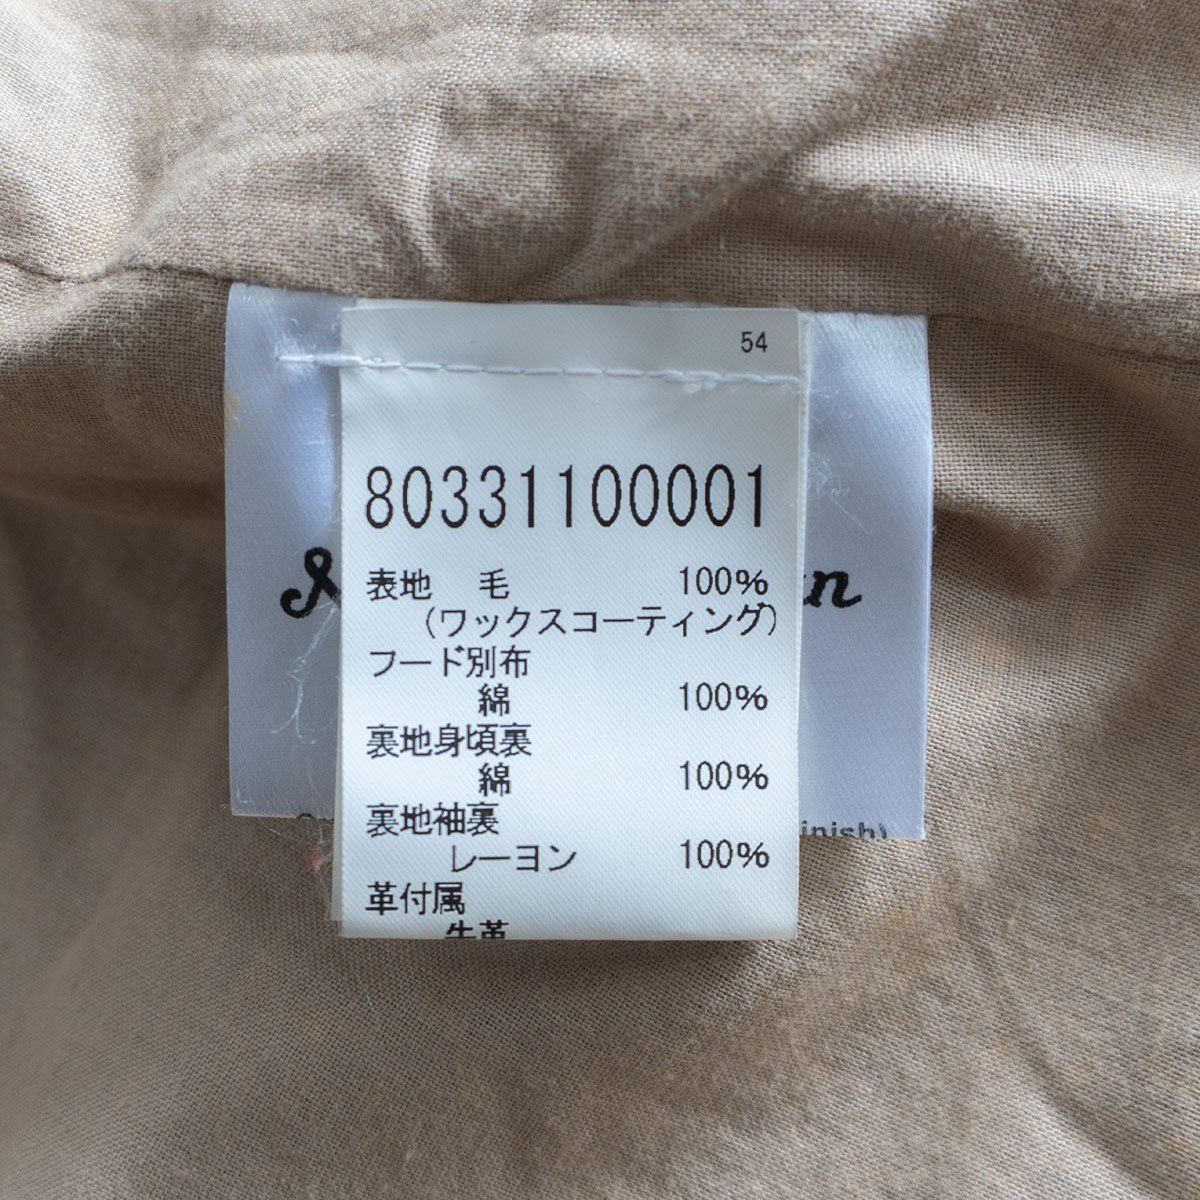 54
80331100001
表地 毛 100%
(ワックスコーティング)
フード別布
綿 100%
裏地身頃裏
綿 100%
裏地袖裏
レーヨン 100%
革付属
牛革